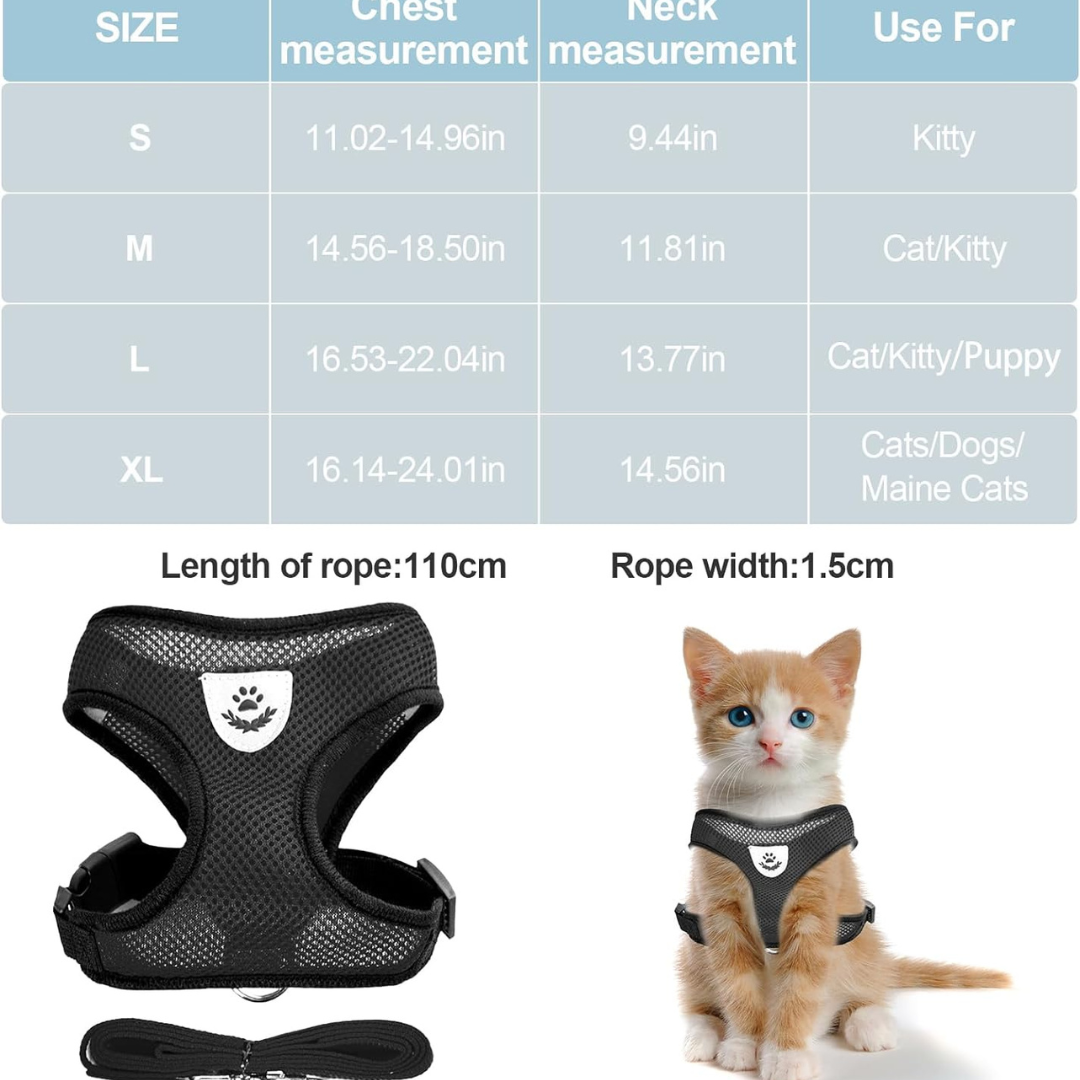 SIZE
Chest
measurement
Neck
measurement
Use For
S
11.02-14.96in
9.44in
Kitty
M
14.56-18.50in
11.81in
Cat/Kitty
L
16.53-22.04in
13.77in
Cat/Kitty/Puppy
XL
16.14-24.01in
14.56in
Cats/Dogs/
Maine Cats
Length of rope:110cm
Rope width:1.5cm